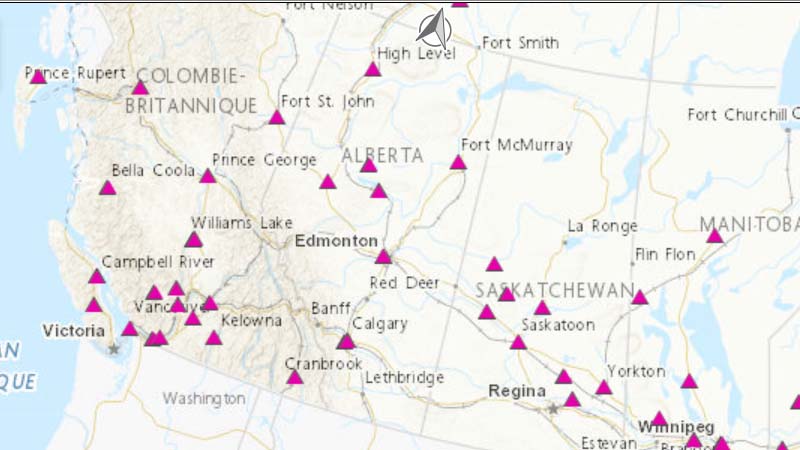 Fort Nelson
High Level
Fort Smith
Prince Rupert
COLOMBIE-
BRITANNIQUE
Fort St. John
Fort Churchill
Prince George
ALBERTA
Fort McMurray
Bella Coola
Williams Lake
La Ronge
MANITOBA
Edmonton
Flin Flon
Campbell River
Red Deer
SASKATCHEWAN
Vancouver
Banff
Victoria
Kelowna
Calgary
Saskatoon
AN
QUE
Cranbrook
Lethbridge
Yorkton
Washington
Regina
Winnipeg
Estevan